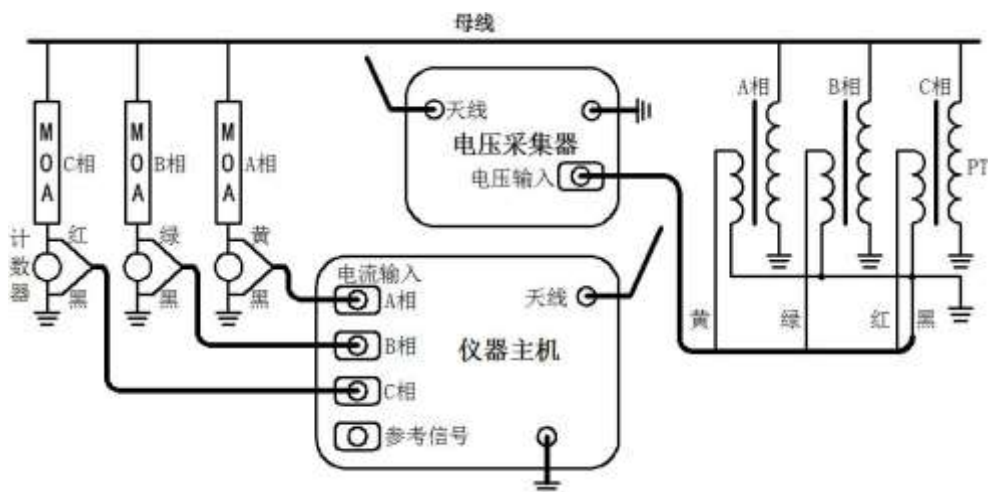 母线
A相
B相
C相
PT
天线
电压采集器
电压输入
MOA
C相
MOA
B相
MOA
A相
计数器
红
黑
绿
黑
黄
黑
电流输入
A相
B相
C相
参考信号
天线
仪器主机
黄
绿
红
黑